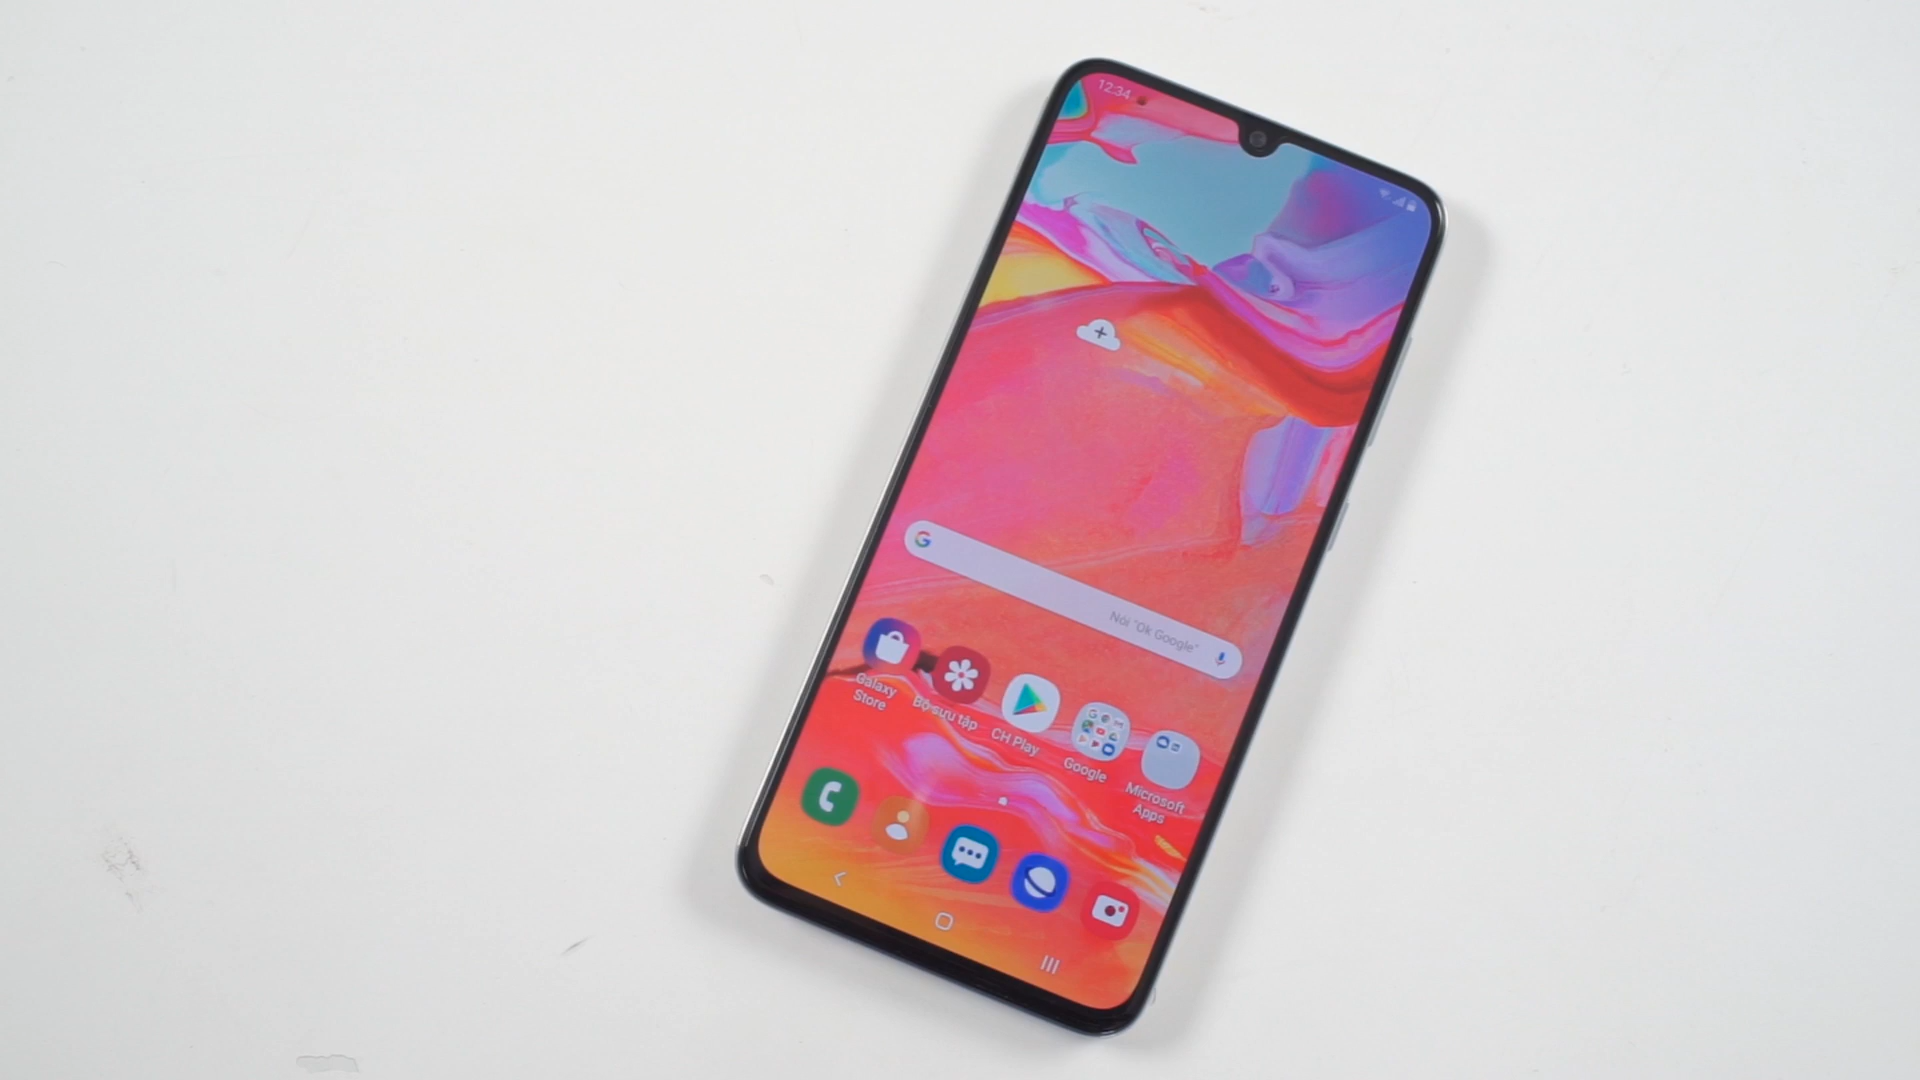 12:34
Nói "Ok Google"
Galaxy
Store
Bộ sưu tập
CH Play
Google
Microsoft
Apps